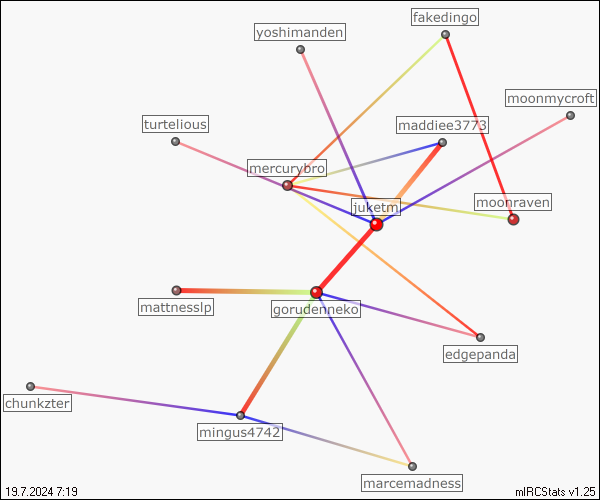 fakedingo
yoshimanden
moonmycroft
turtelious
maddiee3773
mercurybro
juketm
moonraven
mattnesslp
gorudenneko
edgepanda
chunkzter
mingus4742
marcemadness
19.7.2024 7:19
mIRCStats v1.25